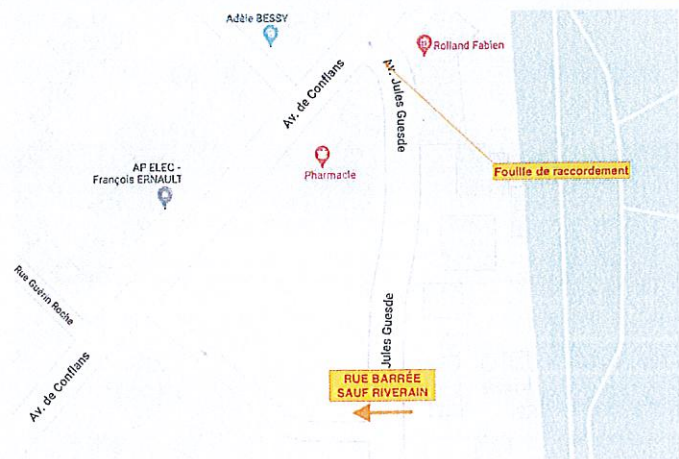 Adèle BESSY
Rolland Fabien
Av. de Conflans
Av. Jules Guesde
Pharmacie
Fouille de raccordement
AP ELEC -
François ERNAULT
Rue Guérin Roche
Jules Guesde
Av. de Conflans
RUE BARRÉE
SAUF RIVERAIN